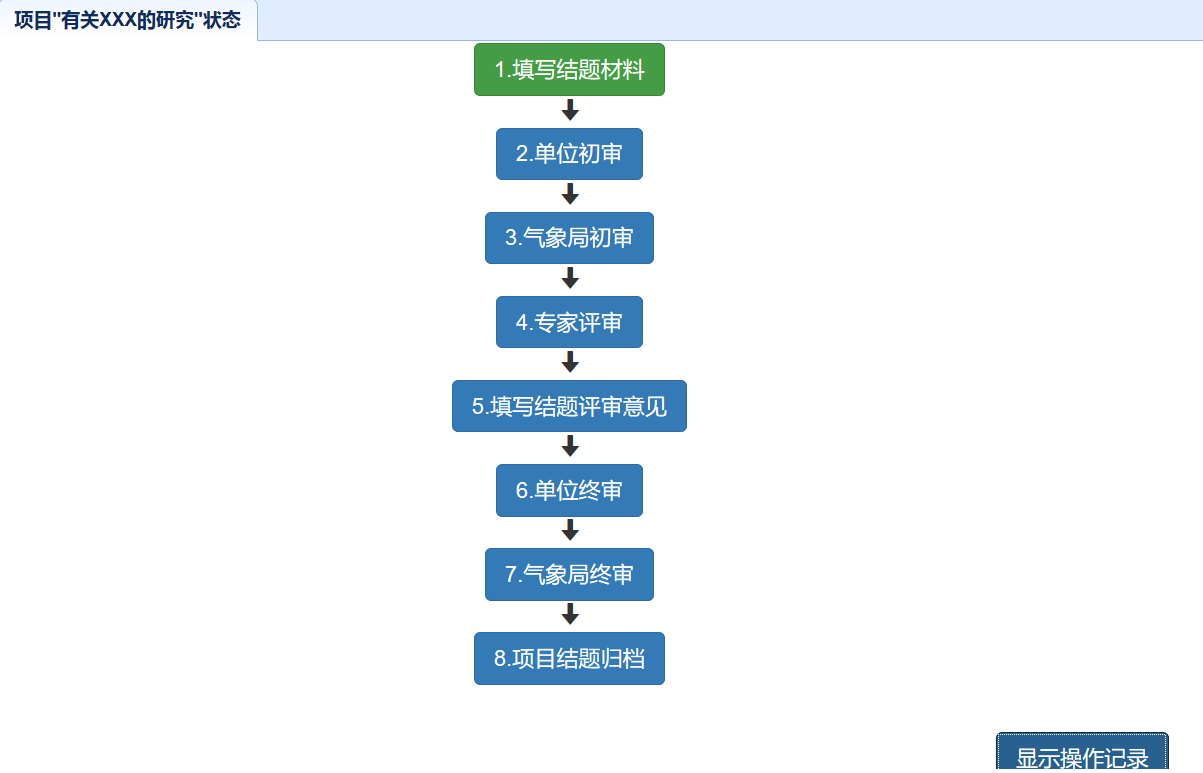 项目"有关XXX的研究"状态
1.填写结题材料
2.单位初审
3.气象局初审
4.专家评审
5.填写结题评审意见
6.单位终审
7.气象局终审
8.项目结题归档
显示操作记录